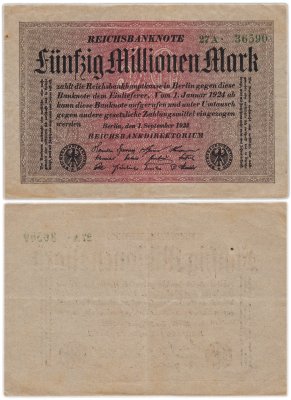 REICHSBANKNOTE
27A· 36590
Fünfzig Millionen Mark
zahlt die Reichsbankhauptkasse in Berlin gegen diese
Banknote dem Einlieferer. Vom 1. Januar 1924 ab
kann diese Banknote aufgerufen und unter Umtausch
gegen andere gesetzliche Zahlungsmittel eingezogen
werden
Berlin, den 1. September 1923
REICHSBANKDIREKTORIUM